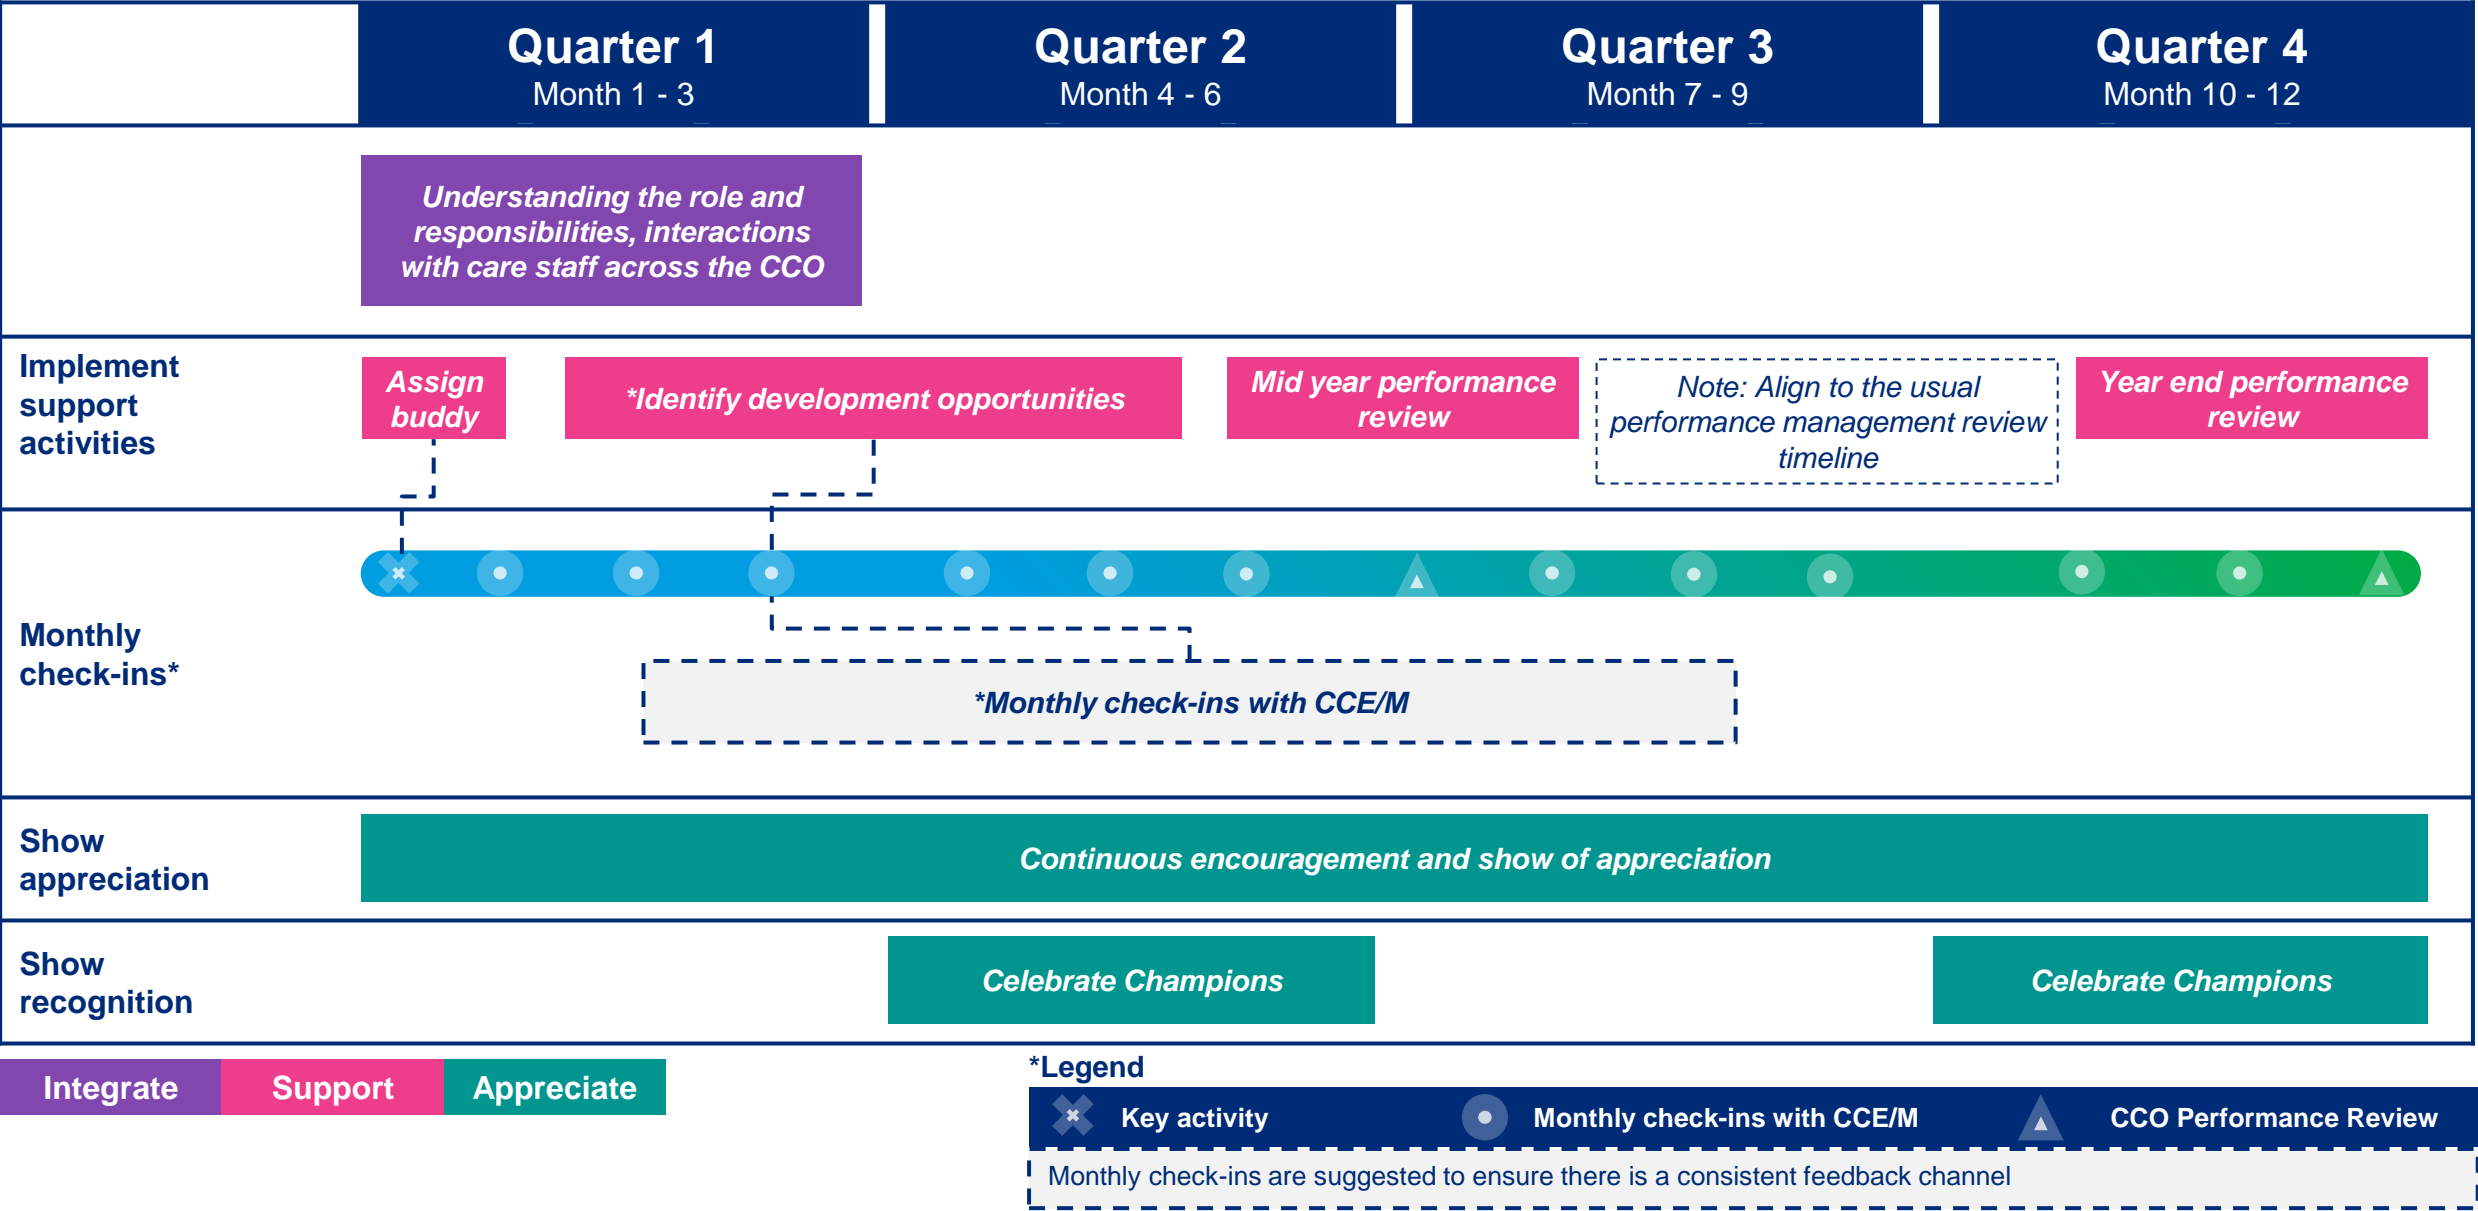 Quarter 1
Month 1 - 3
Quarter 2
Month 4 - 6
Quarter 3
Month 7 - 9
Quarter 4
Month 10 - 12
Understanding the role and
responsibilities, interactions
with care staff across the CCO
Implement
support
activities
Assign
buddy
*Identify development opportunities
Mid year performance
review
Note: Align to the usual
performance management review
timeline
Year end performance
review
Monthly
check-ins*
*Monthly check-ins with CCE/M
Show
appreciation
Continuous encouragement and show of appreciation
Show
recognition
Celebrate Champions
Celebrate Champions
Integrate
Support
Appreciate
*Legend
Key activity
Monthly check-ins with CCE/M
CCO Performance Review
Monthly check-ins are suggested to ensure there is a consistent feedback channel